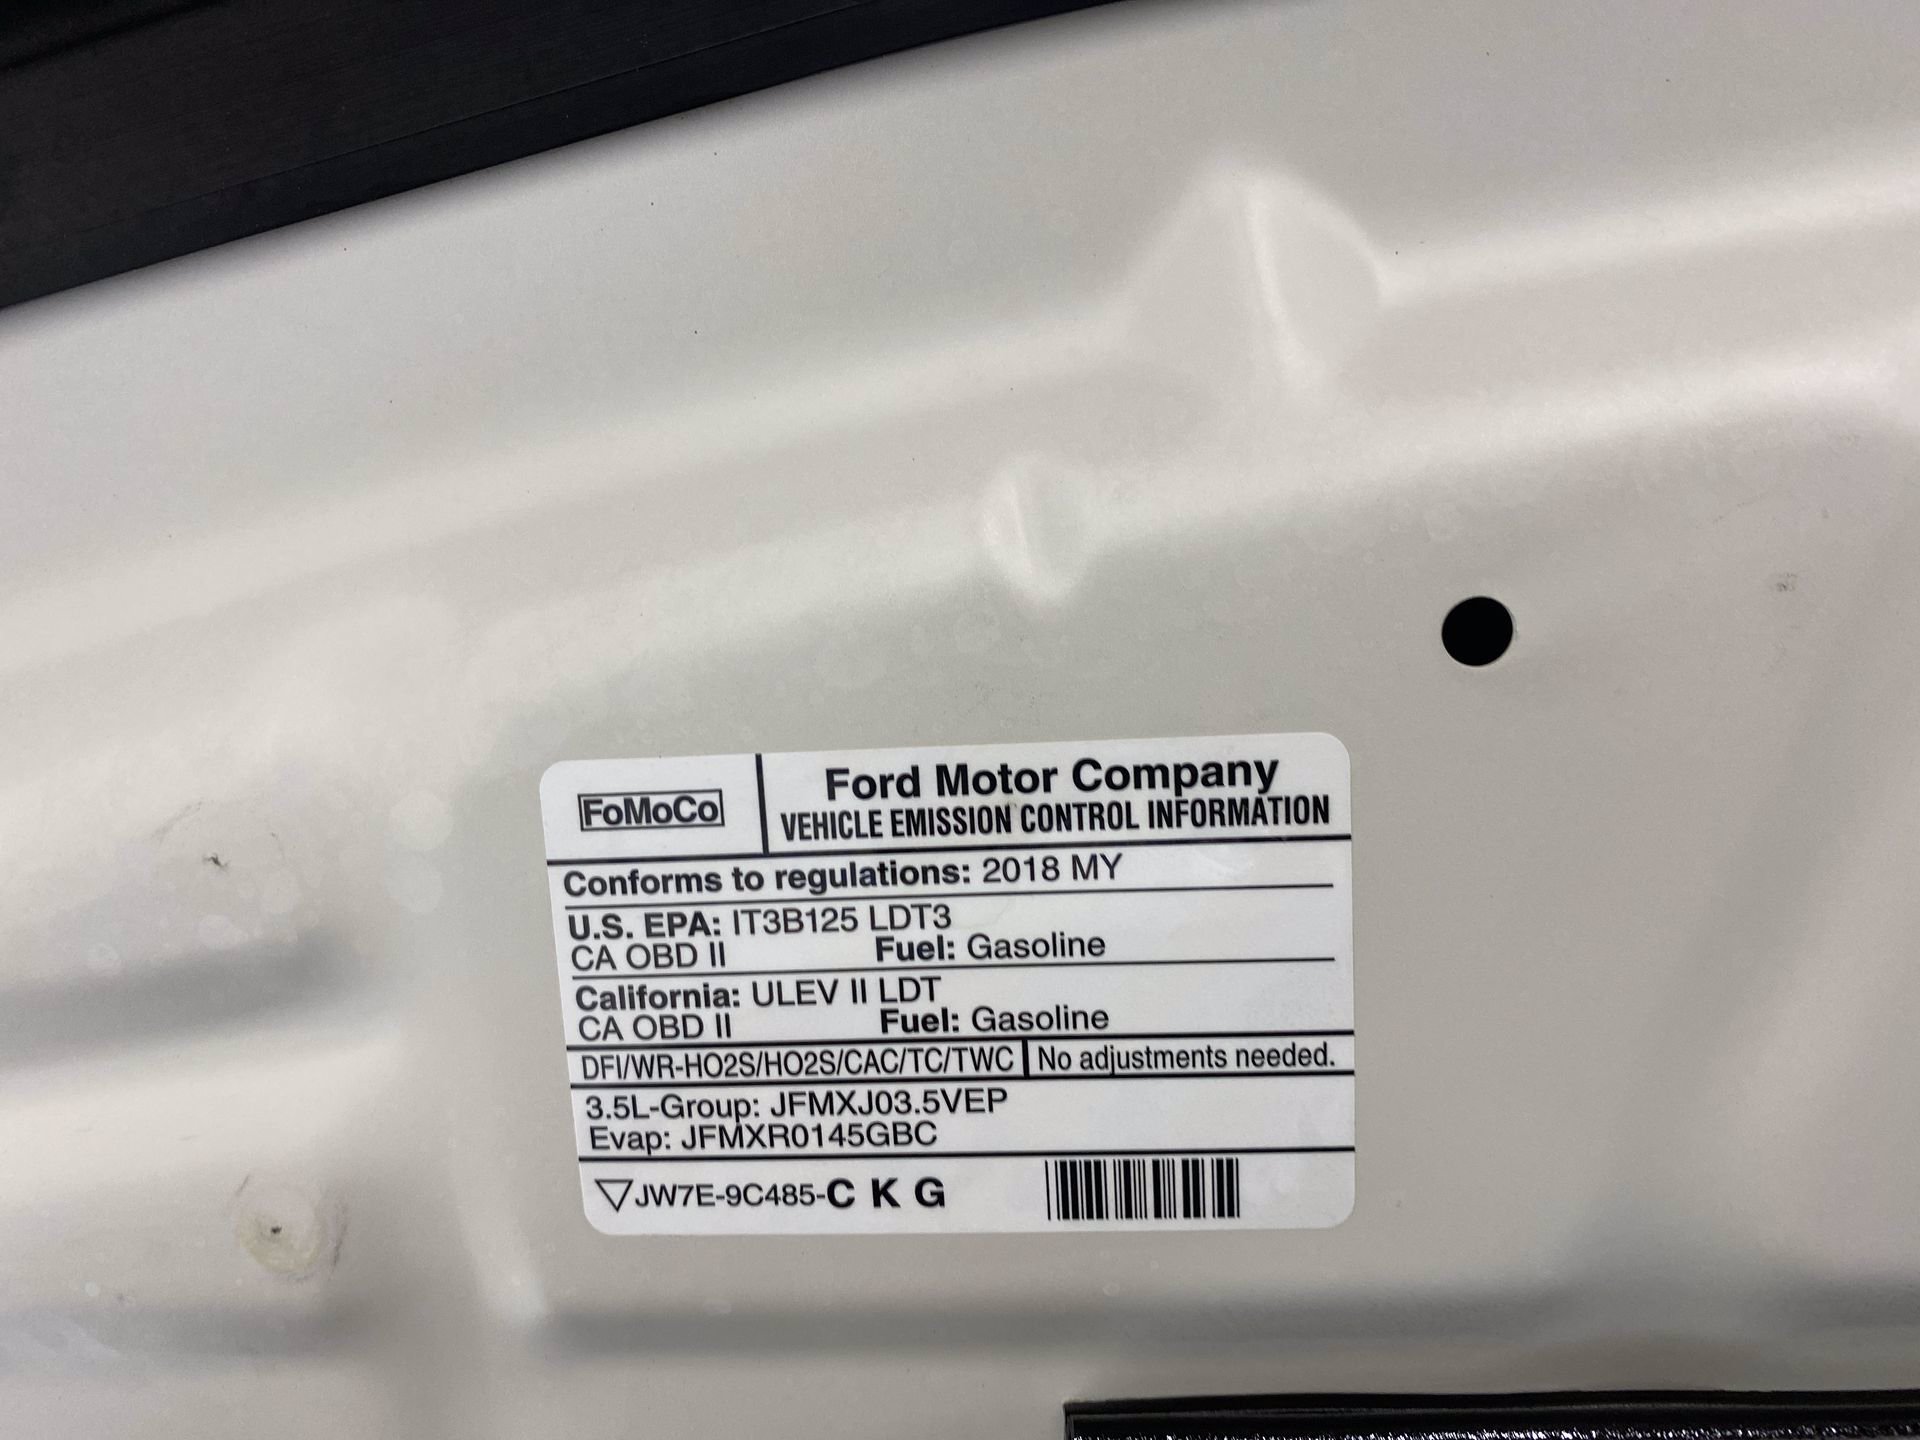 FoMoCo
Ford Motor Company
VEHICLE EMISSION CONTROL INFORMATION
Conforms to regulations: 2018 MY
U.S. EPA: IT3B125 LDT3
CA OBD II Fuel: Gasoline
California: ULEV II LDT
CA OBD II Fuel: Gasoline
DFI/WR-HO2S/HO2S/CAC/TC/TWC No adjustments needed.
3.5L-Group: JFMXJ03.5VEP
Evap: JFMXR0145GBC
▽JW7E-9C485-C K G